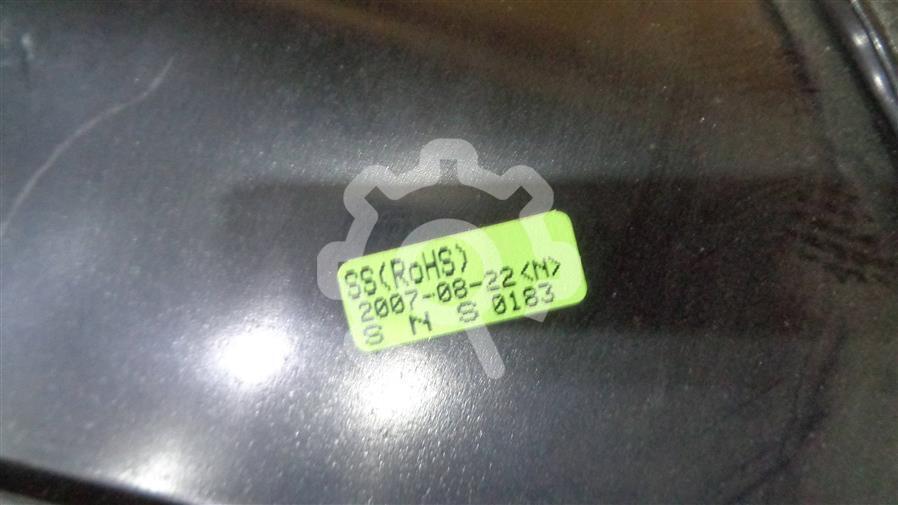 SS(RoHS)
2007-08-22<N>
S M S 0183